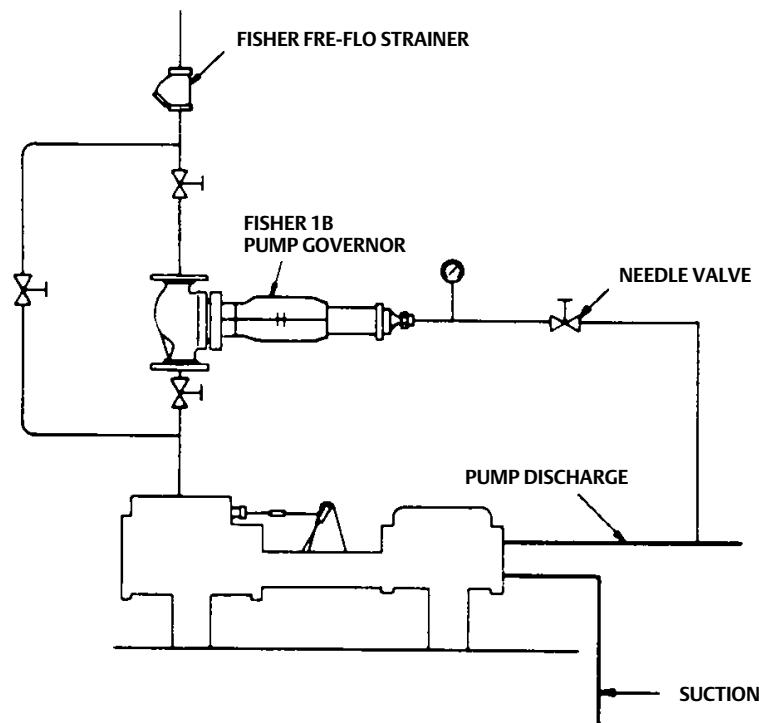 FISHER FRE-FLO STRAINER
FISHER 1B
PUMP GOVERNOR
NEEDLE VALVE
PUMP DISCHARGE
SUCTION